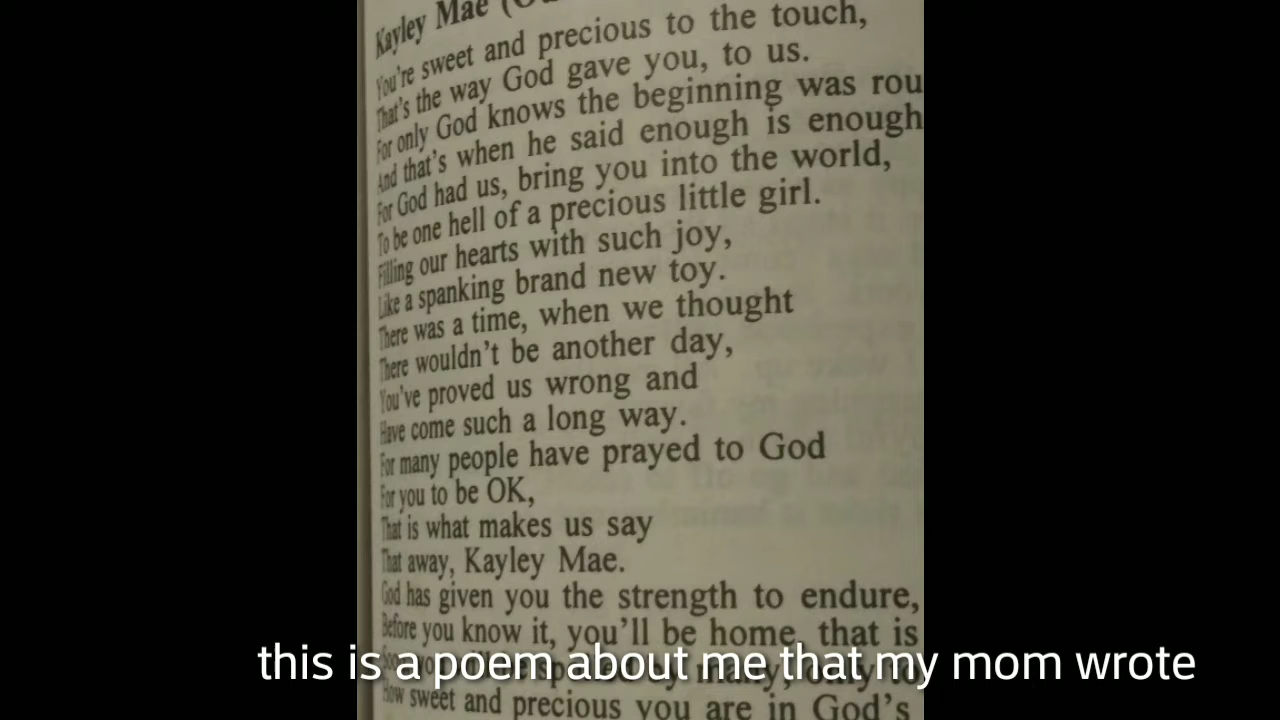 Kayley Mae
You're sweet and precious to the touch,
That's the way God gave you, to us.
For only God knows the beginning was rou
And that's when he said enough is enough
For God had us, bring you into the world,
To be one hell of a precious little girl.
Filling our hearts with such joy,
Like a spanking brand new toy.
There was a time, when we thought
There wouldn't be another day,
You've proved us wrong and
Have come such a long way.
For many people have prayed to God
For you to be OK,
That is what makes us say
That away, Kayley Mae.
God has given you the strength to endure,
Before you know it, you'll be home, that is
this is a poem about me that my mom wrote
How sweet and precious you are in God's